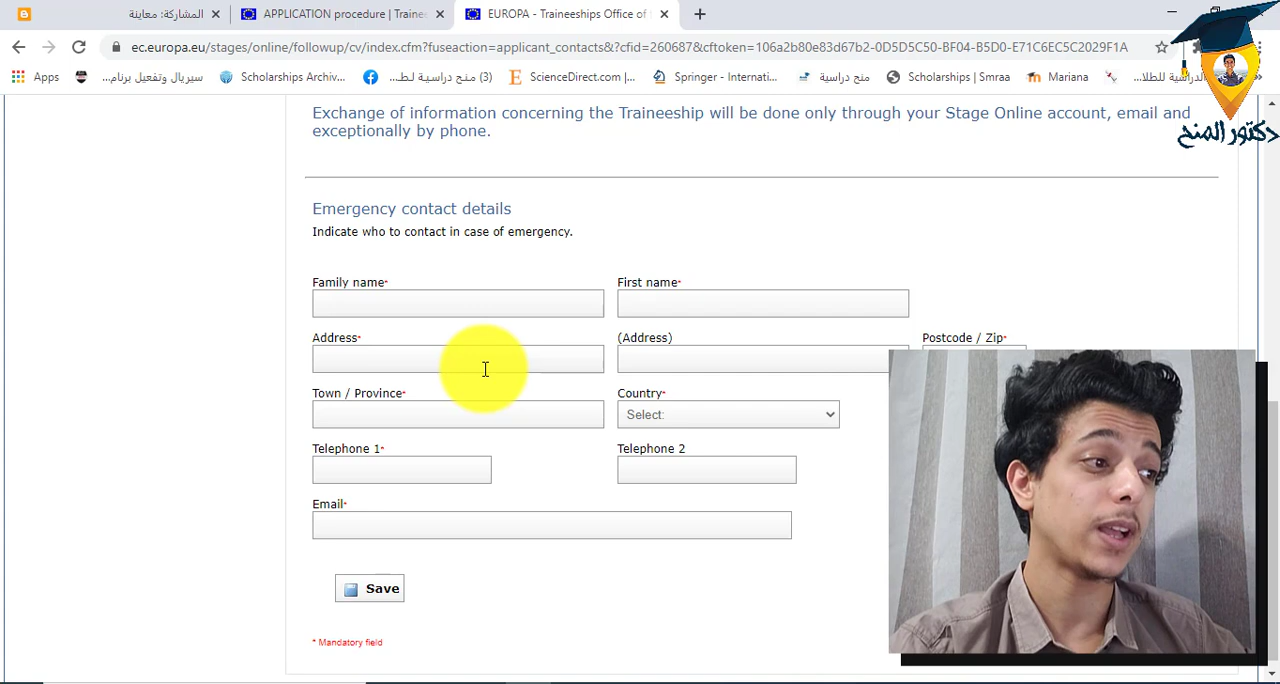 المشاركة: معاينة
APPLICATION procedure | Trainee
EUROPA - Traineeships Office of
ec.europa.eu/stages/online/followup/cv/index.cfm?fuseaction=applicant_contacts&?cfid=260687&cftoken=106a2b80e83d67b2-0D5D5C50-BF04-B5D0-E71C6EC5C2029F1A
Apps
سيريال وتفعيل برنام...
Scholarships Archiv...
(3) منح دراسية لـطـ...
ScienceDirect.com |...
Springer - Internati...
منح دراسية
Scholarships | Smraa
Mariana
الدراسية للطلا...
دكتور المنح
Exchange of information concerning the Traineeship will be done only through your Stage Online account, email and
exceptionally by phone.
Emergency contact details
Indicate who to contact in case of emergency.
Family name*
First name*
Address*
(Address)
Postcode / Zip*
Town / Province*
Country*
Select:
Telephone 1*
Telephone 2
Email*
Save
* Mandatory field